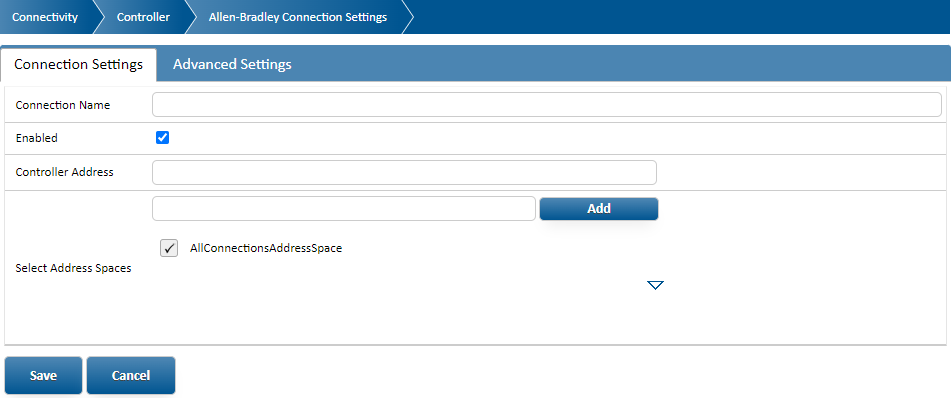 Connectivity Controller Allen-Bradley Connection Settings
Connection Settings Advanced Settings
Connection Name
Enabled
Controller Address
Add
AllConnectionsAddressSpace
Select Address Spaces
Save Cancel